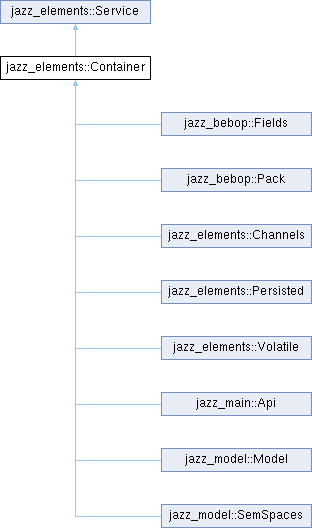 jazz_elements::Service
jazz_elements::Container
jazz_bebop::Fields
jazz_bebop::Pack
jazz_elements::Channels
jazz_elements::Persisted
jazz_elements::Volatile
jazz_main::Api
jazz_model::Model
jazz_model::SemSpaces